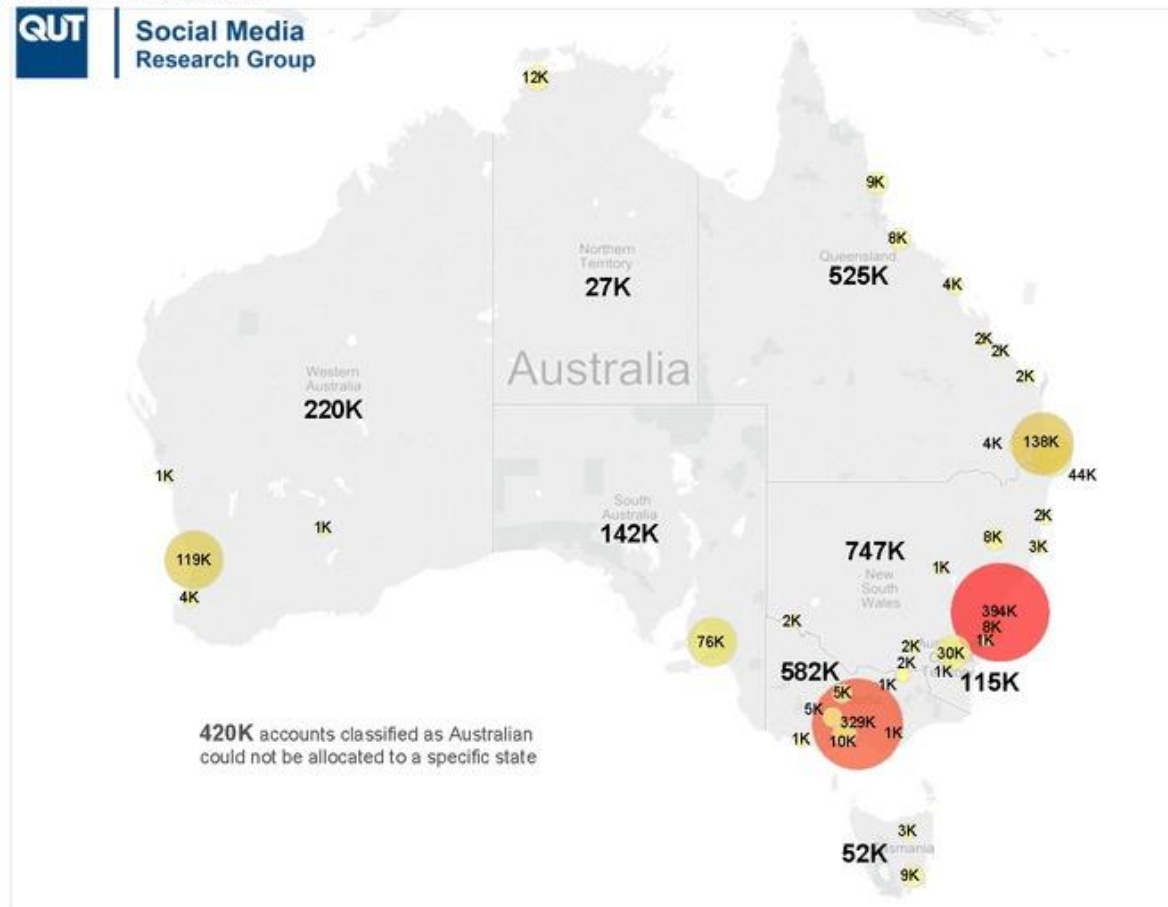 QUT
Social Media
Research Group
12K
9K
8K
Northern
Territory
27K
Queensland
525K
4K
2K
2K
2K
Australia
Western
Australia
220K
4K
138K
44K
1K
1K
South
Australia
142K
2K
8K
3K
747K
1K
New
South
Wales
119K
4K
394K
8K
1K
2K
76K
2K
30K
2K
1K
115K
582K
1K
5K
5K
329K
1K
10K
1K
420K accounts classified as Australian
could not be allocated to a specific state
3K
52K
9K